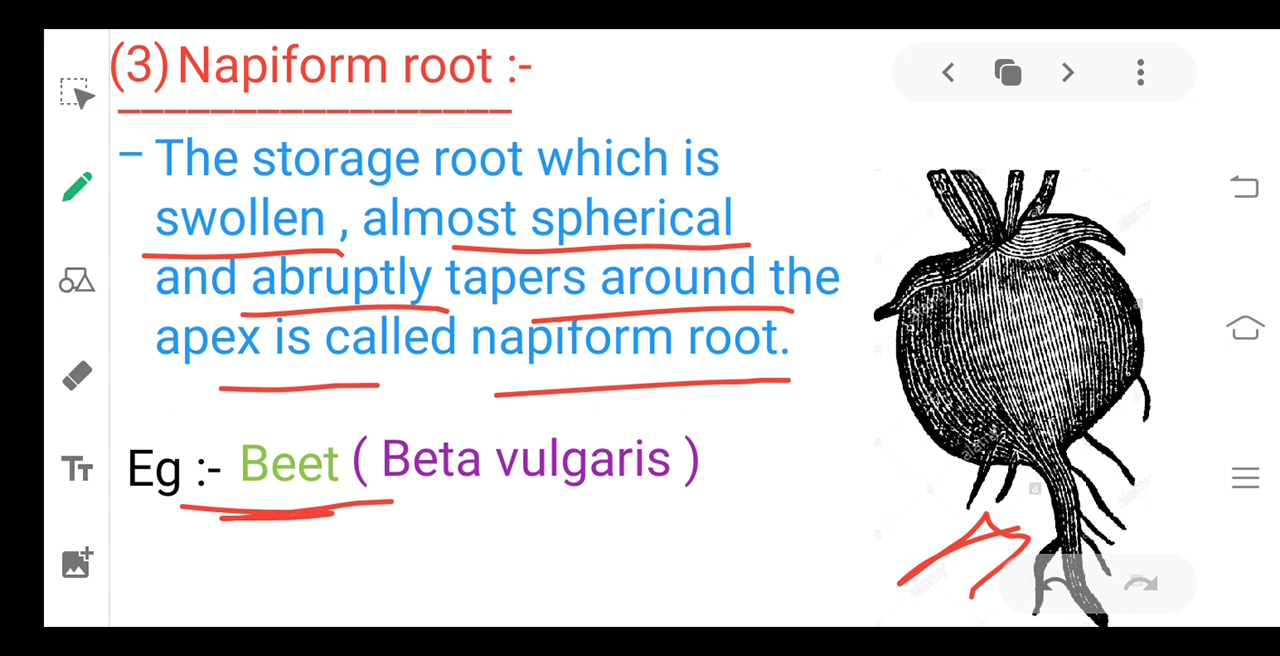 (3) Napiform root :-
– The storage root which is
swollen , almost spherical
and abruptly tapers around the
apex is called napiform root.
Eg :- Beet ( Beta vulgaris )
TT